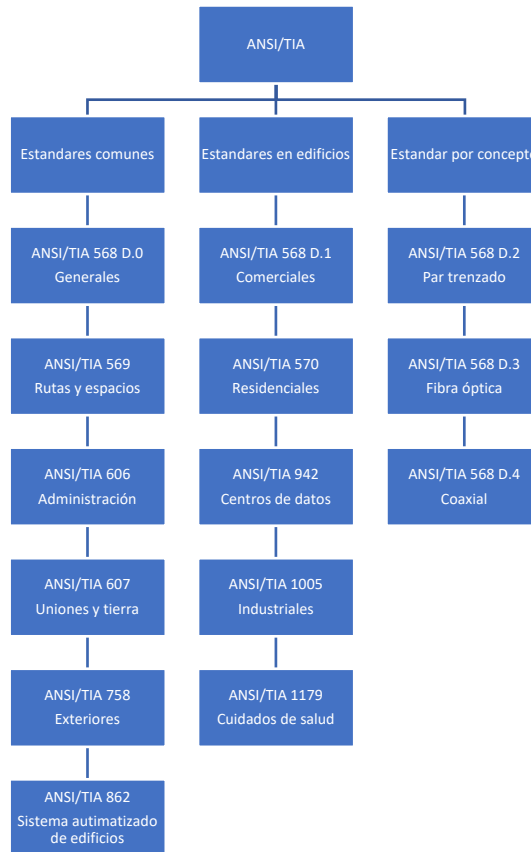 ANSI/TIA
Estandares comunes
Estandares en edificios
Estandar por concepto
ANSI/TIA 568 D.0
Generales
ANSI/TIA 569
Rutas y espacios
ANSI/TIA 606
Administración
ANSI/TIA 607
Uniones y tierra
ANSI/TIA 758
Exteriores
ANSI/TIA 862
Sistema autimatizado
de edificios
ANSI/TIA 568 D.1
Comerciales
ANSI/TIA 570
Residenciales
ANSI/TIA 942
Centros de datos
ANSI/TIA 1005
Industriales
ANSI/TIA 1179
Cuidados de salud
ANSI/TIA 568 D.2
Par trenzado
ANSI/TIA 568 D.3
Fibra óptica
ANSI/TIA 568 D.4
Coaxial